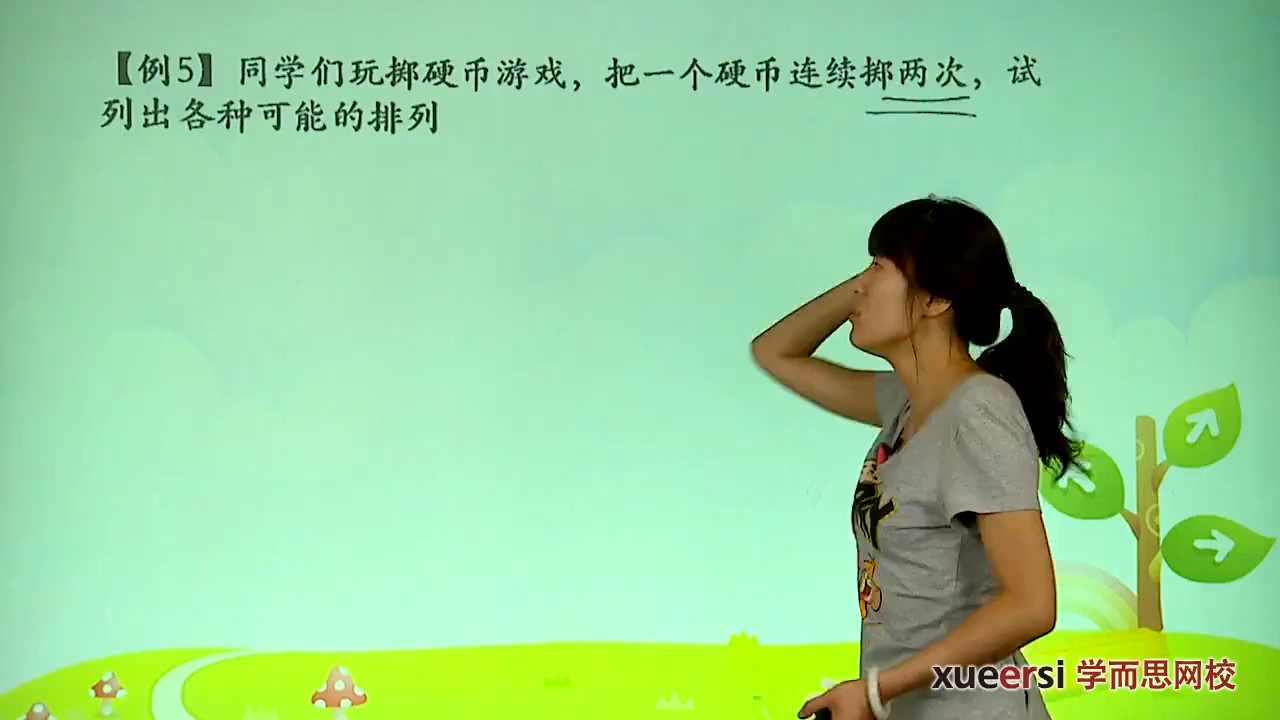 【例5】同学们玩掷硬币游戏，把一个硬币连续掷两次，试
列出各种可能的排列
xueersi 学而思网校